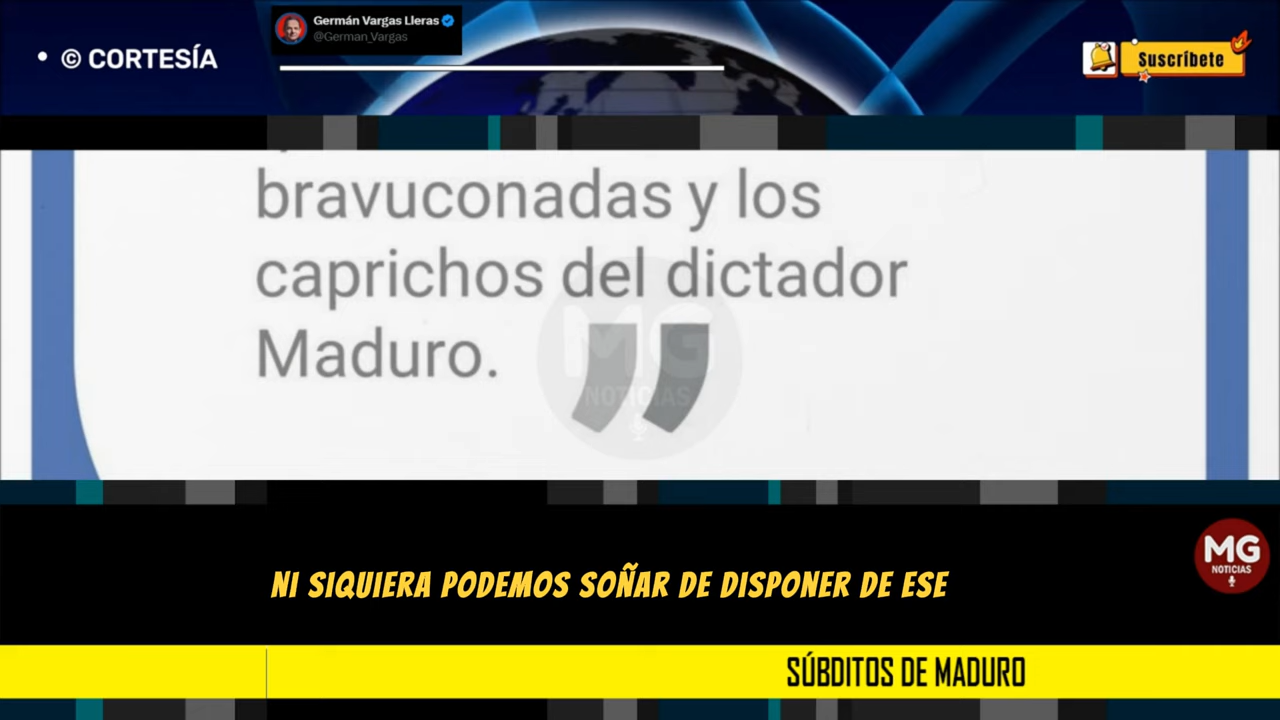 Germán Vargas Lleras
@German_Vargas
• © CORTESÍA
Suscríbete
bravuconadas y los
caprichos del dictador
Maduro.
”
MG
NOTICIAS
NI SIQUIERA PODEMOS SOÑAR DE DISPONER DE ESE
MG
NOTICIAS
SÚBDITOS DE MADURO